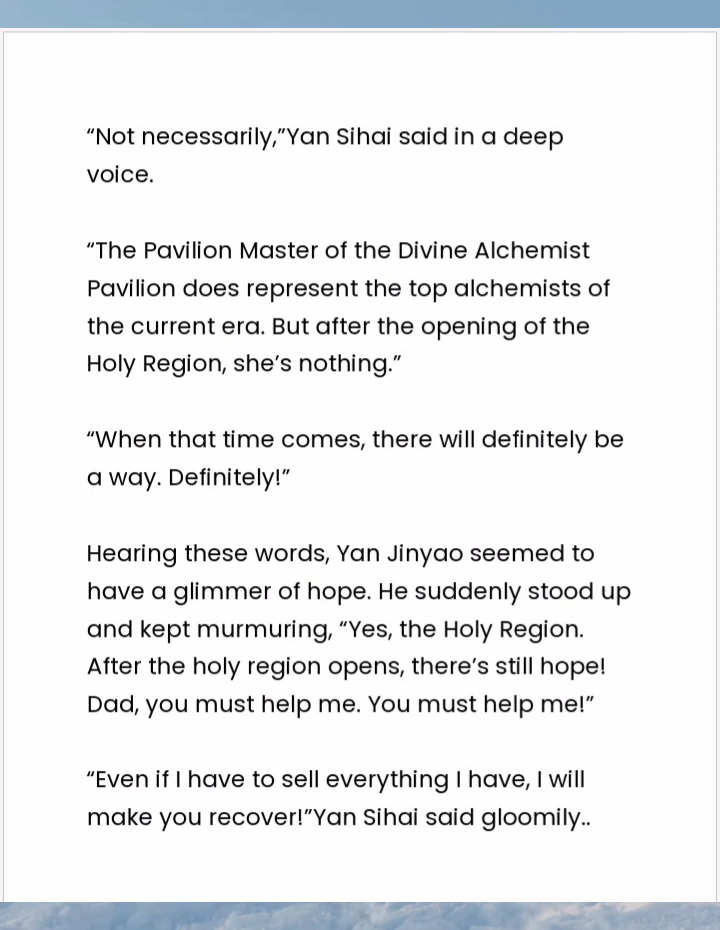 “Not necessarily,”Yan Sihai said in a deep
voice.
“The Pavilion Master of the Divine Alchemist
Pavilion does represent the top alchemists of
the current era. But after the opening of the
Holy Region, she’s nothing.”
“When that time comes, there will definitely be
a way. Definitely!”
Hearing these words, Yan Jinyao seemed to
have a glimmer of hope. He suddenly stood up
and kept murmuring, “Yes, the Holy Region.
After the holy region opens, there’s still hope!
Dad, you must help me. You must help me!”
“Even if I have to sell everything I have, I will
make you recover!”Yan Sihai said gloomily..